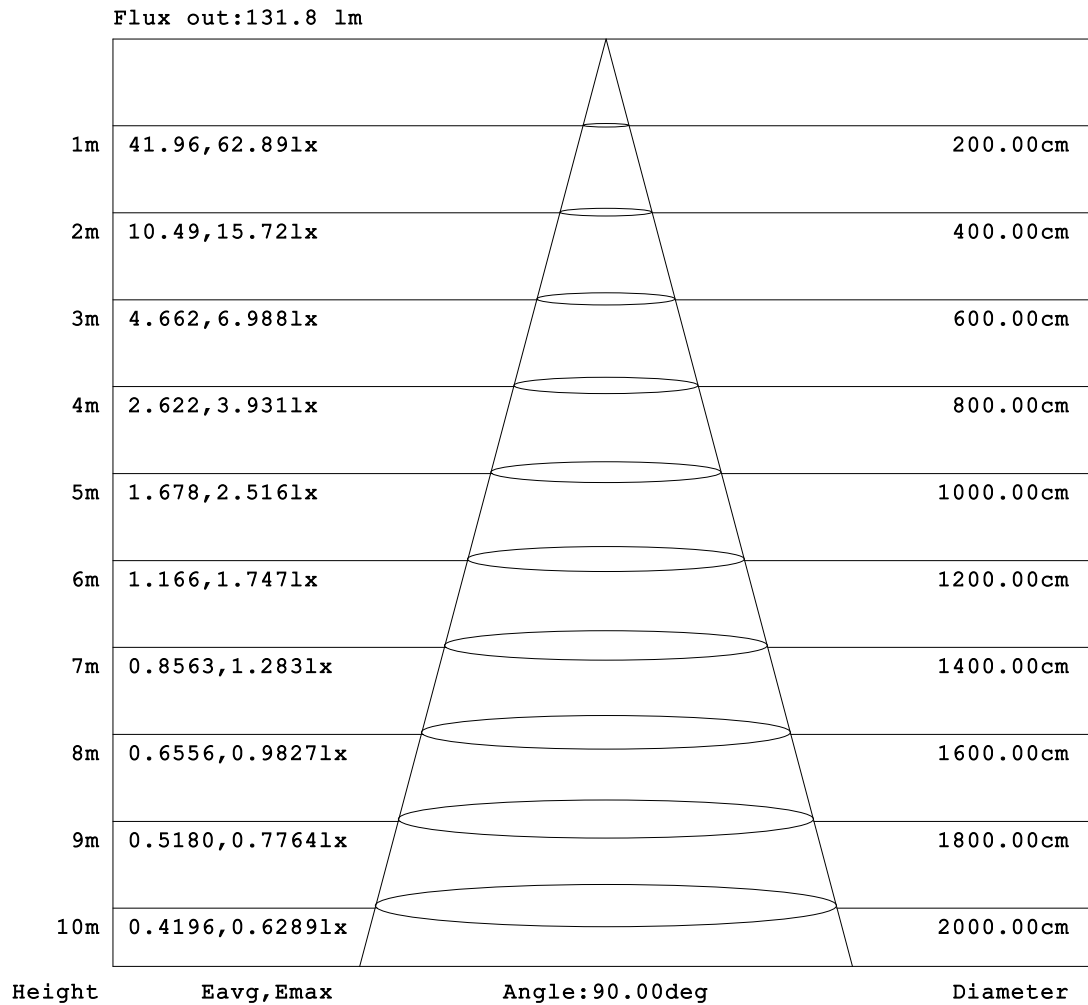 Flux out:131.8 lm
1m 41.96,62.89lx 200.00cm
2m 10.49,15.72lx 400.00cm
3m 4.662,6.988lx 600.00cm
4m 2.622,3.931lx 800.00cm
5m 1.678,2.516lx 1000.00cm
6m 1.166,1.747lx 1200.00cm
7m 0.8563,1.283lx 1400.00cm
8m 0.6556,0.9827lx 1600.00cm
9m 0.5180,0.7764lx 1800.00cm
10m 0.4196,0.6289lx 2000.00cm
Height Eavg,Emax Angle:90.00deg Diameter